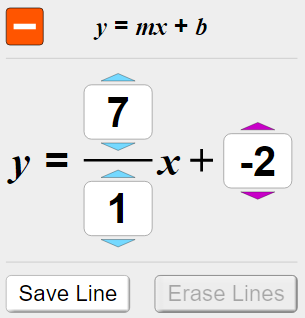 y = mx + b
y = 7/1 x + -2
Save Line
Erase Lines